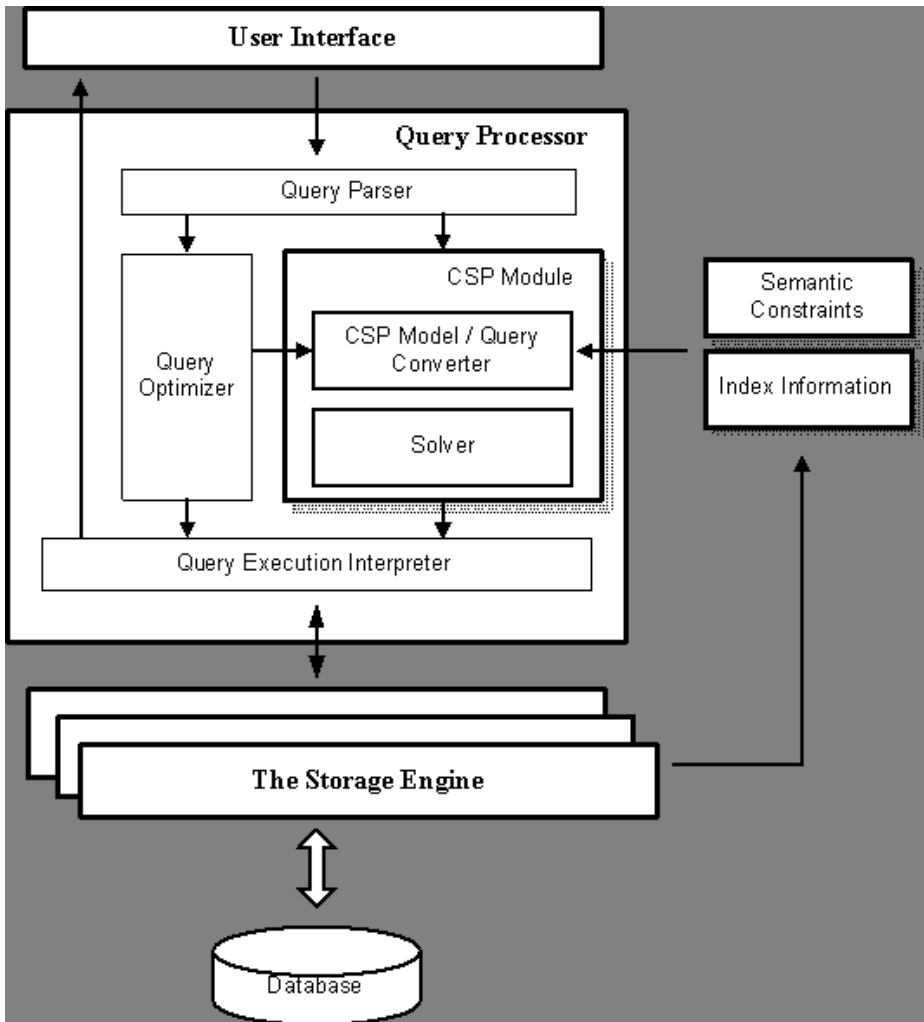 User Interface
Query Processor
Query Parser
CSP Module
CSP Model / Query
Converter
Query
Optimizer
Solver
Semantic
Constraints
Index Information
Query Execution Interpreter
The Storage Engine
Database